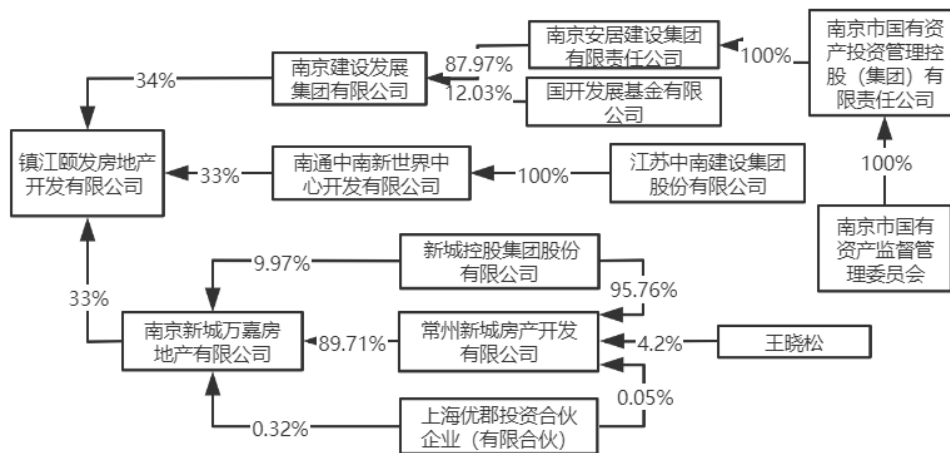 南京安居建设集团
有限责任公司
南京市国有资
产投资管理控
股（集团）有
限责任公司
87.97%
100%
34%
南京建设发展
集团有限公司
12.03%
国开发展基金有限
公司
镇江颐发房地产
开发有限公司
33%
南通中南新世界中
心开发有限公司
100%
江苏中南建设集团
股份有限公司
100%
南京市国有
资产监督管
理委员会
新城控股集团股份
有限公司
9.97%
95.76%
33%
南京新城万嘉房
地产有限公司
89.71%
常州新城房产开发
有限公司
4.2%
王晓松
0.05%
0.32%
上海优郡投资合伙
企业（有限合伙）